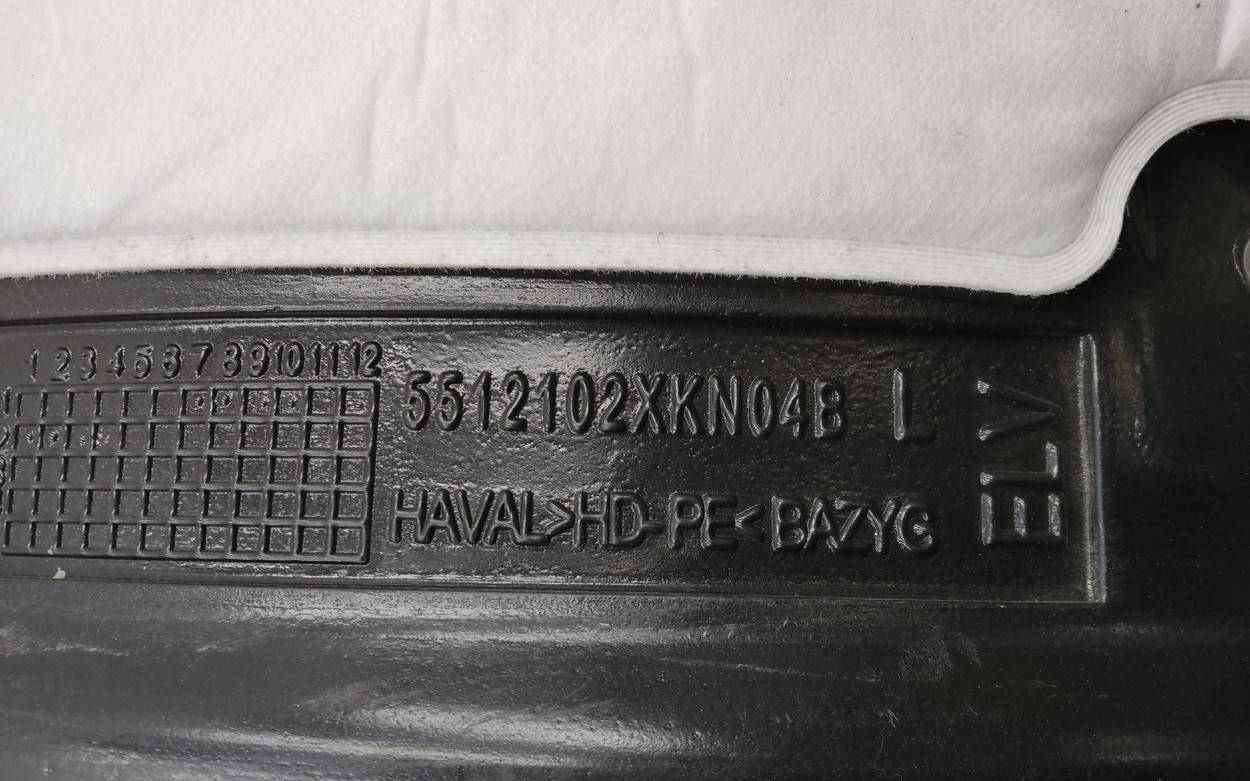 1 2 3 4 5 6 7 8 9 10 11 12
5512102XKN04B L
HAVAL>HD-PE<BAZYG
ELV